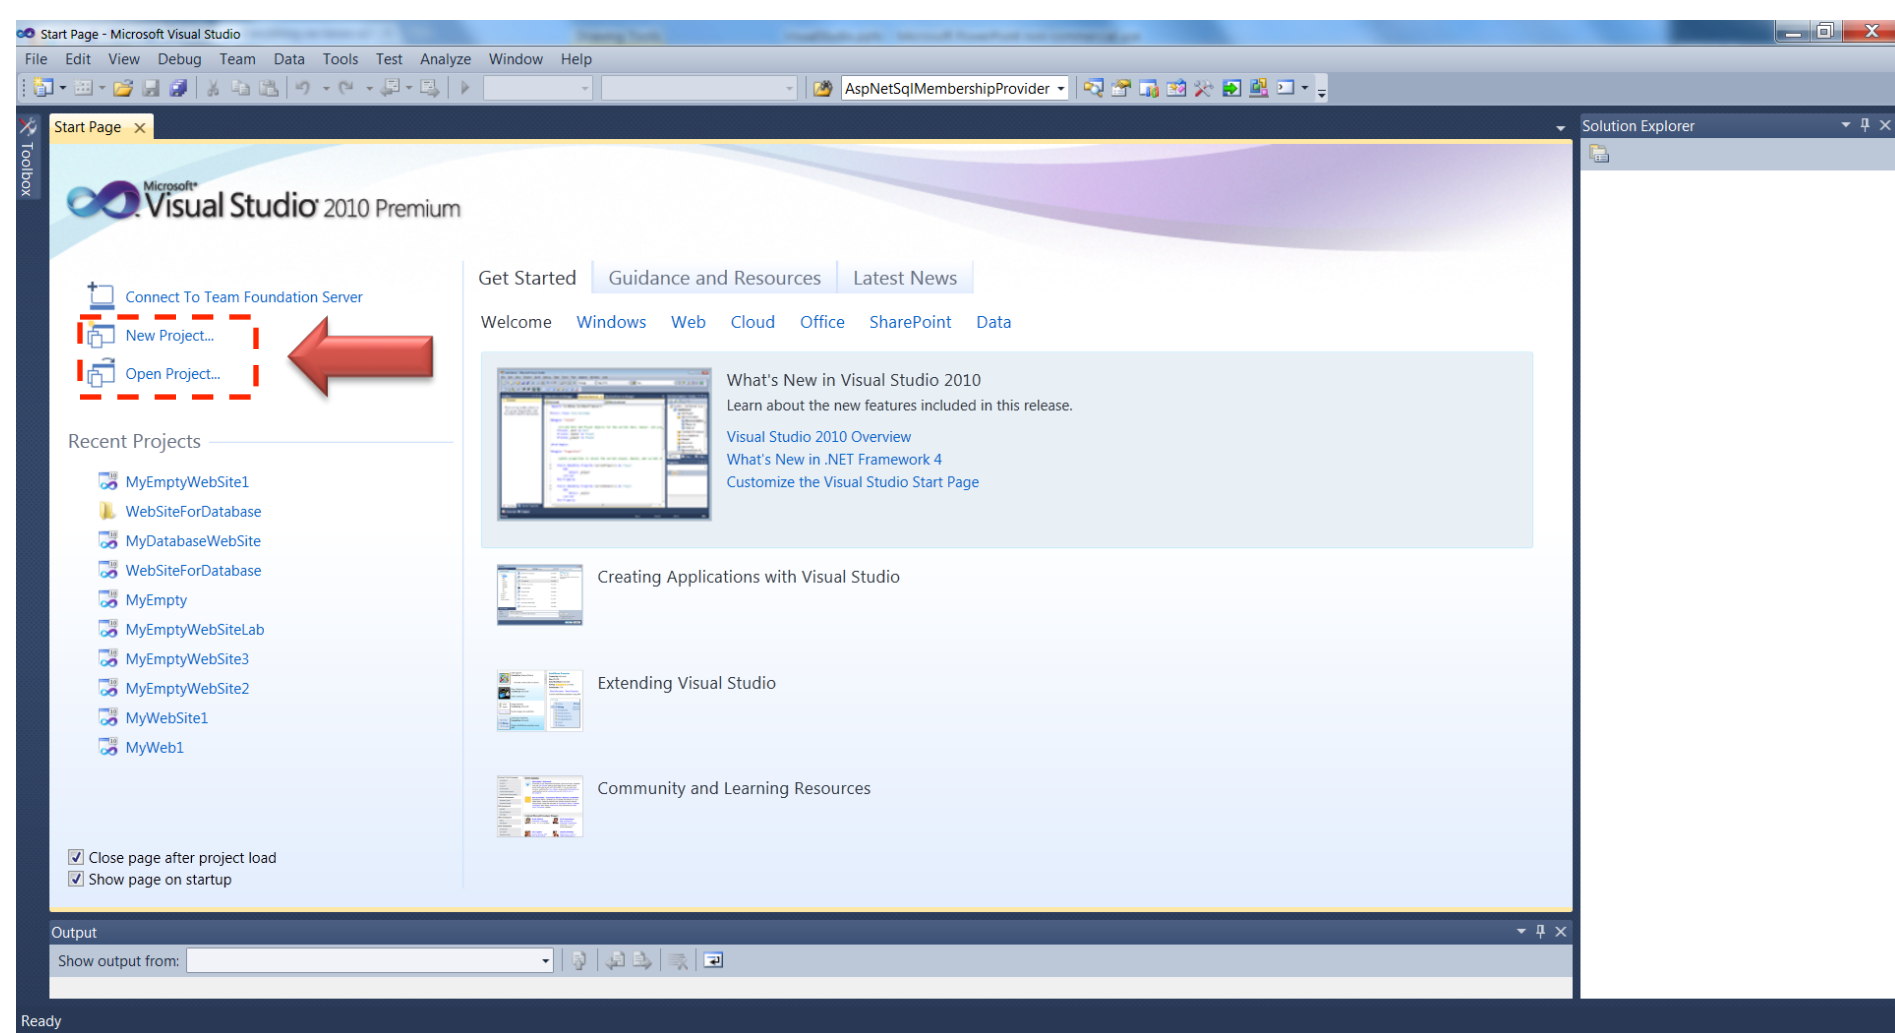 Start Page - Microsoft Visual Studio
File Edit View Debug Team Data Tools Test Analyze Window Help
AspNetSqlMembershipProvider
Toolbox
Start Page
Solution Explorer
Microsoft
Visual Studio 2010 Premium
Connect To Team Foundation Server
New Project...
Open Project...
Recent Projects
MyEmptyWebSite1
WebSiteForDatabase
MyDatabaseWebSite
WebSiteForDatabase
MyEmpty
MyEmptyWebSiteLab
MyEmptyWebSite3
MyEmptyWebSite2
MyWebSite1
MyWeb1
Close page after project load
Show page on startup
Get Started Guidance and Resources Latest News
Welcome Windows Web Cloud Office SharePoint Data
What's New in Visual Studio 2010
Learn about the new features included in this release.
Visual Studio 2010 Overview
What's New in .NET Framework 4
Customize the Visual Studio Start Page
Creating Applications with Visual Studio
Extending Visual Studio
Community and Learning Resources
Output
Show output from:
Ready